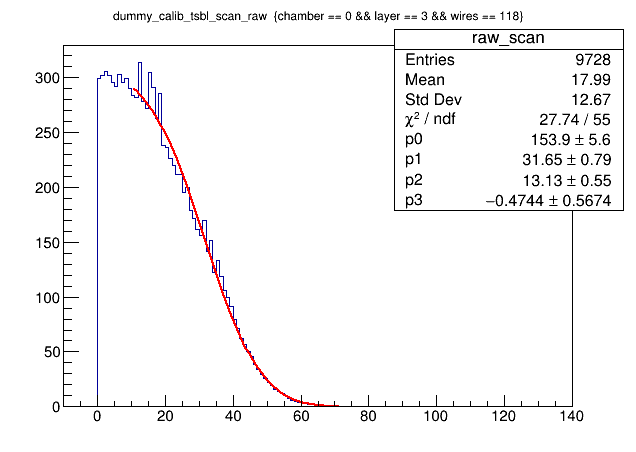 dummy_calib_tsbl_scan_raw {chamber == 0 && layer == 3 && wires == 118}
raw_scan
Entries 9728
Mean 17.99
Std Dev 12.67
χ² / ndf 27.74 / 55
p0 153.9 ± 5.6
p1 31.65 ± 0.79
p2 13.13 ± 0.55
p3 −0.4744 ± 0.5674
300
250
200
150
100
50
0
0 20 40 60 80 100 120 140